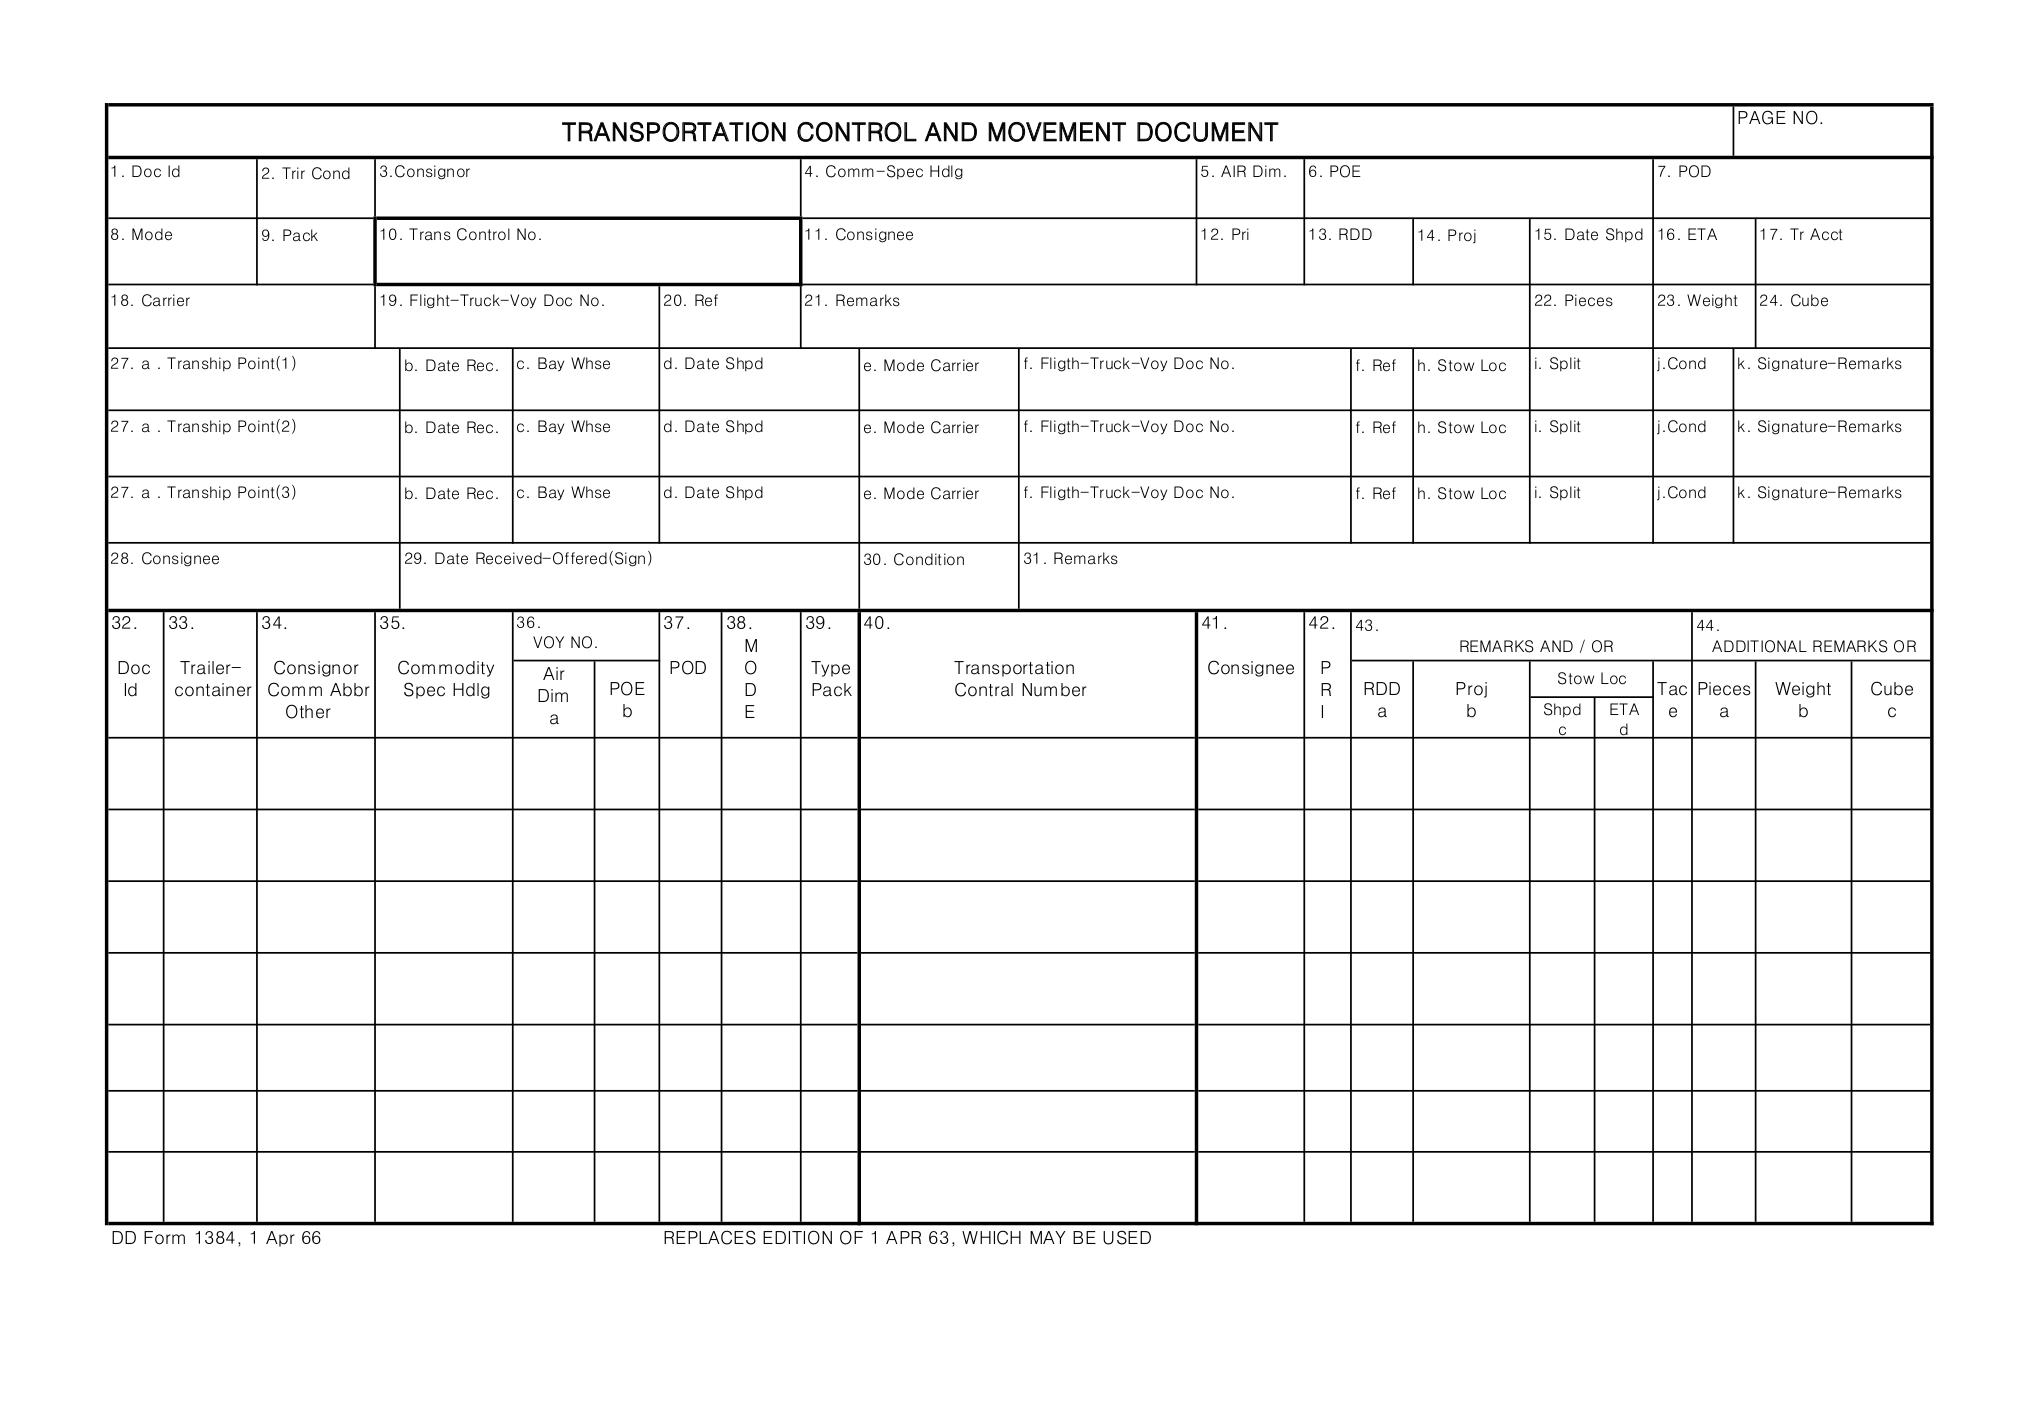 TRANSPORTATION CONTROL AND MOVEMENT DOCUMENT
PAGE NO.
1. Doc Id
2. Trir Cond
3.Consignor
4. Comm-Spec Hdlg
5. AIR Dim.
6. POE
7. POD
8. Mode
9. Pack
10. Trans Control No.
11. Consignee
12. Pri
13. RDD
14. Proj
15. Date Shpd
16. ETA
17. Tr Acct
18. Carrier
19. Flight-Truck-Voy Doc No.
20. Ref
21. Remarks
22. Pieces
23. Weight
24. Cube
27. a . Tranship Point(1)
b. Date Rec.
c. Bay Whse
d. Date Shpd
e. Mode Carrier
f. Fligth-Truck-Voy Doc No.
f. Ref
h. Stow Loc
i. Split
j.Cond
k. Signature-Remarks
27. a . Tranship Point(2)
b. Date Rec.
c. Bay Whse
d. Date Shpd
e. Mode Carrier
f. Fligth-Truck-Voy Doc No.
f. Ref
h. Stow Loc
i. Split
j.Cond
k. Signature-Remarks
27. a . Tranship Point(3)
b. Date Rec.
c. Bay Whse
d. Date Shpd
e. Mode Carrier
f. Fligth-Truck-Voy Doc No.
f. Ref
h. Stow Loc
i. Split
j.Cond
k. Signature-Remarks
28. Consignee
29. Date Received-Offered(Sign)
30. Condition
31. Remarks
32.
Doc
Id
33.
Trailer-
container
34.
Consignor
Comm Abbr
Other
35.
Commodity
Spec Hdlg
36.
VOY NO.
Air
Dim
a
POE
b
37.
POD
38.
M
O
D
E
39.
Type
Pack
40.
Transportation
Contral Number
41.
Consignee
42.
P
R
I
43.
REMARKS AND / OR
RDD
a
Proj
b
Stow Loc
Shpd
c
ETA
d
Tac
e
44.
ADDITIONAL REMARKS OR
Pieces
a
Weight
b
Cube
c
DD Form 1384, 1 Apr 66
REPLACES EDITION OF 1 APR 63, WHICH MAY BE USED